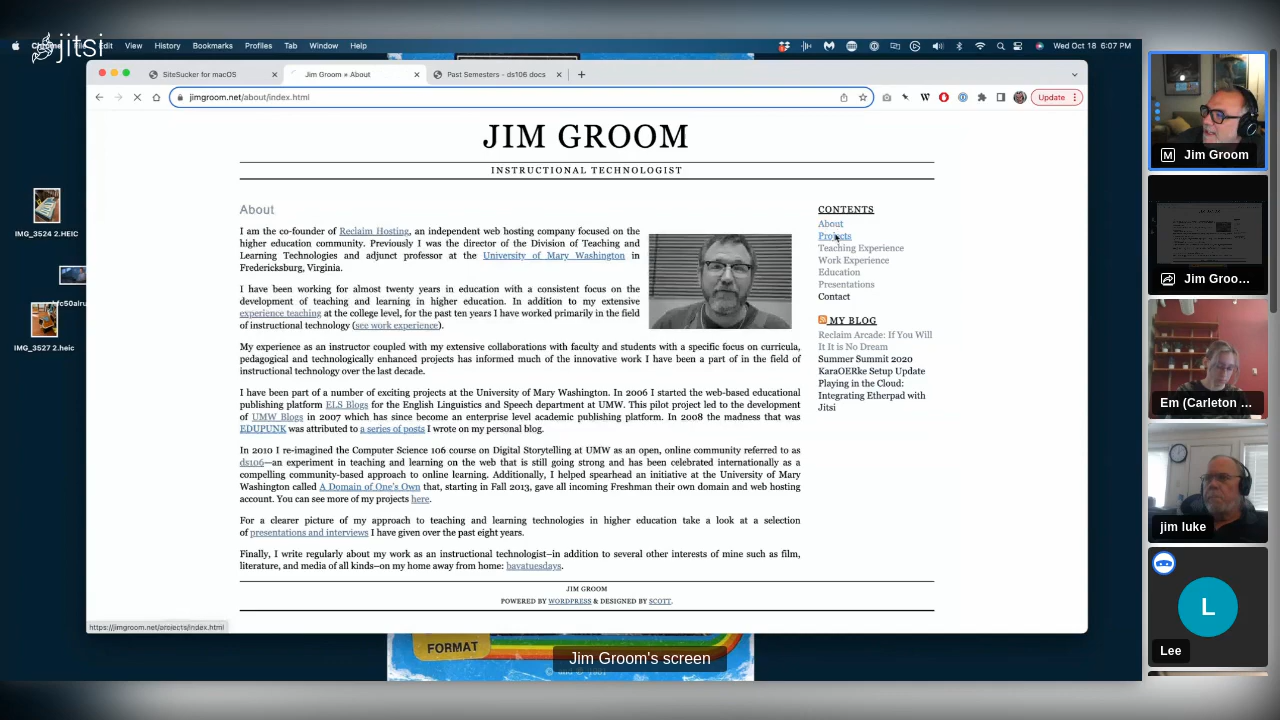 jitsi
View History Bookmarks Profiles Tab Window Help
Wed Oct 18 6:07 PM
SiteSucker for macOS
Jim Groom » About
Past Semesters - ds106 docs
jimgroom.net/about/index.html
Update
JIM GROOM
INSTRUCTIONAL TECHNOLOGIST
About
I am the co-founder of Reclaim Hosting, an independent web hosting company focused on the
higher education community. Previously I was the director of the Division of Teaching and
Learning Technologies and adjunct professor at the University of Mary Washington in
Fredericksburg, Virginia.
I have been working for almost twenty years in education with a consistent focus on the
development of teaching and learning in higher education. In addition to my extensive
experience teaching at the college level, for the past ten years I have worked primarily in the field
of instructional technology (see work experience).
My experience as an instructor coupled with my extensive collaborations with faculty and students with a specific focus on curricula,
pedagogical and technologically enhanced projects has informed much of the innovative work I have been a part of in the field of
instructional technology over the last decade.
I have been part of a number of exciting projects at the University of Mary Washington. In 2006 I started the web-based educational
publishing platform ELS Blogs for the English Linguistics and Speech department at UMW. This pilot project led to the development
of UMW Blogs in 2007 which has since become an enterprise level academic publishing platform. In 2008 the madness that was
EDUPUNK was attributed to a series of posts I wrote on my personal blog.
In 2010 I re-imagined the Computer Science 106 course on Digital Storytelling at UMW as an open, online community referred to as
ds106—an experiment in teaching and learning on the web that is still going strong and has been celebrated internationally as a
compelling community-based approach to online learning. Additionally, I helped spearhead an initiative at the University of Mary
Washington called A Domain of One's Own that, starting in Fall 2013, gave all incoming Freshman their own domain and web hosting
account. You can see more of my projects here.
For a clearer picture of my approach to teaching and learning technologies in higher education take a look at a selection
of presentations and interviews I have given over the past eight years.
Finally, I write regularly about my work as an instructional technologist–in addition to several other interests of mine such as film,
literature, and media of all kinds–on my home away from home: bavatuesdays.
JIM GROOM
POWERED BY WORDPRESS & DESIGNED BY SCOTT.
CONTENTS
About
Projects
Teaching Experience
Work Experience
Education
Presentations
Contact
MY BLOG
Reclaim Arcade: If You Will
It It is No Dream
Summer Summit 2020
KaraOERke Setup Update
Playing in the Cloud:
Integrating Etherpad with
Jitsi
https://jimgroom.net/projects/index.html
IMG_3524 2.HEIC
IMG_3527 2.heic
FORMAT
Jim Groom's screen
M Jim Groom
Jim Groo...
Em (Carleton ...
jim luke
L
Lee